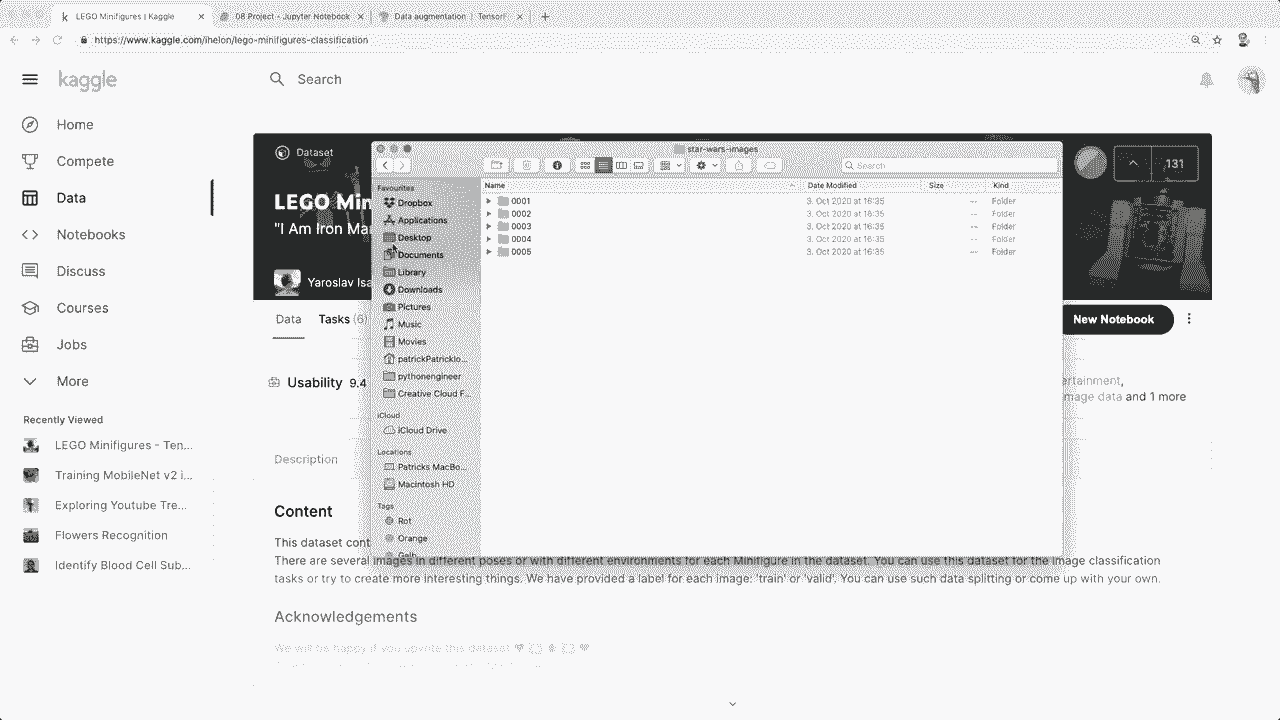 LEGO Minifigures | Kaggle
08 Project - Jupyter Notebook
Data augmentation | Tensorf
https://www.kaggle.com/ihelon/lego-minifigures-classification
kaggle
Search
Home
Compete
Data
Notebooks
Discuss
Courses
Jobs
More
Recently Viewed
LEGO Minifigures - Ten...
Training MobileNet v2 i...
Exploring Youtube Tre...
Flowers Recognition
Identify Blood Cell Sub...
Dataset
131
LEGO Min
"I Am Iron Ma
Yaroslav Isa
Data Tasks (6)
New Notebook
Usability 9.4
ertainment,
mage data and 1 more
Description
Content
This dataset cont
There are several images in different poses or with different environments for each Minifigure in the dataset. You can use this dataset for the image classification
tasks or try to create more interesting things. We have provided a label for each image: 'train' or 'valid'. You can use such data splitting or come up with your own.
Acknowledgements
We will be happy if you upvote this dataset
star-wars-images
Search
Favourites
Dropbox
Applications
Desktop
Documents
Library
Downloads
Pictures
Music
Movies
patrickPatricklo...
pythonengineer
Creative Cloud F...
iCloud
iCloud Drive
Locations
Patricks MacBo...
Macintosh HD
Tags
Rot
Orange
Gelb
Name Date Modified Size Kind
0001 3. Oct 2020 at 16:35 -- Folder
0002 3. Oct 2020 at 16:35 -- Folder
0003 3. Oct 2020 at 16:35 -- Folder
0004 3. Oct 2020 at 16:35 -- Folder
0005 3. Oct 2020 at 16:35 -- Folder